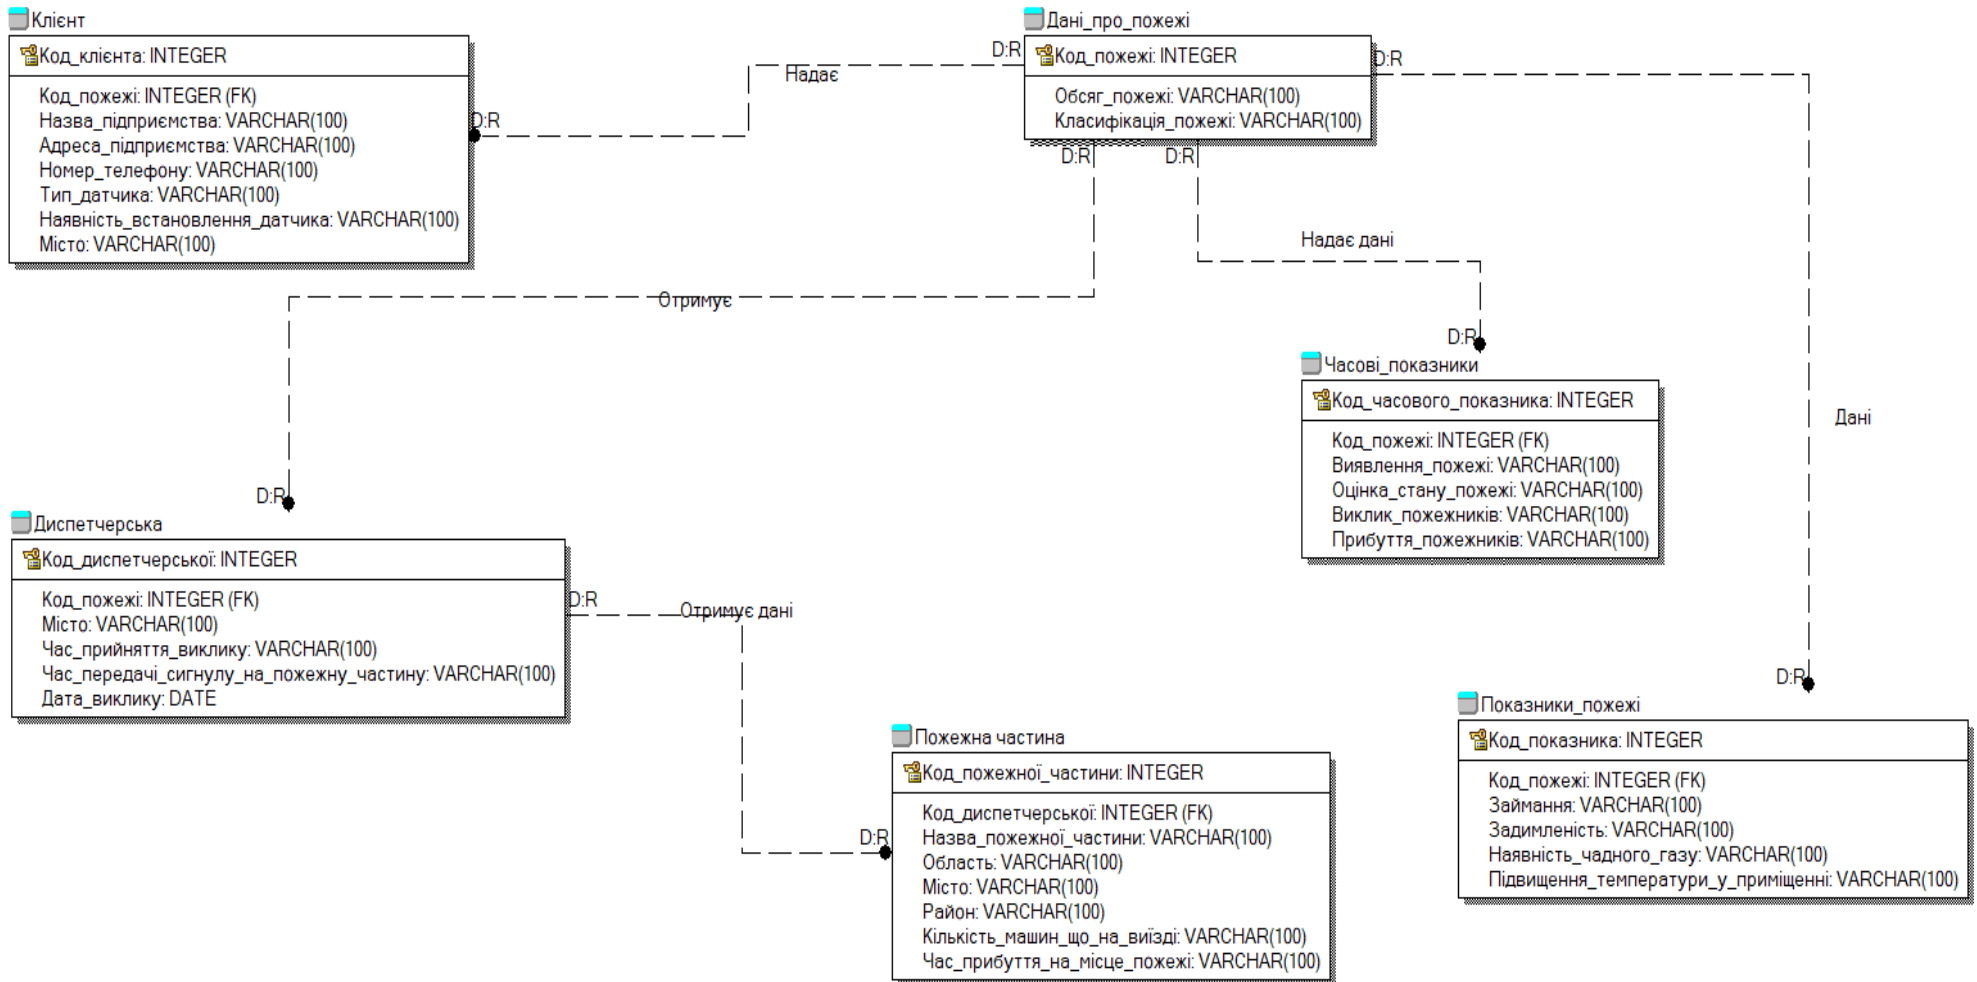 Клієнт
Код_клієнта: INTEGER
Код_пожежі: INTEGER (FK)
Назва_підприємства: VARCHAR(100)
Адреса_підприємства: VARCHAR(100)
Номер_телефону: VARCHAR(100)
Тип_датчика: VARCHAR(100)
Наявність_встановлення_датчика: VARCHAR(100)
Місто: VARCHAR(100)
D:R
Надає
D:R
Дані_про_пожежі
Код_пожежі: INTEGER
Обсяг_пожежі: VARCHAR(100)
Класифікація_пожежі: VARCHAR(100)
D:R
D:R
D:R
Надає дані
Отримує
D:R
Часові_показники
Код_часового_показника: INTEGER
Код_пожежі: INTEGER (FK)
Виявлення_пожежі: VARCHAR(100)
Оцінка_стану_пожежі: VARCHAR(100)
Виклик_пожежників: VARCHAR(100)
Прибуття_пожежників: VARCHAR(100)
Дані
D:R
Диспетчерська
Код_диспетчерської: INTEGER
Код_пожежі: INTEGER (FK)
Місто: VARCHAR(100)
Час_прийняття_виклику: VARCHAR(100)
Час_передачі_сигнулу_на_пожежну_частину: VARCHAR(100)
Дата_виклику: DATE
D:R
Отримує дані
D:R
Пожежна частина
Код_пожежної_частини: INTEGER
Код_диспетчерської: INTEGER (FK)
Назва_пожежної_частини: VARCHAR(100)
Область: VARCHAR(100)
Місто: VARCHAR(100)
Район: VARCHAR(100)
Кількість_машин_що_на_виїзді: VARCHAR(100)
Час_прибуття_на_місце_пожежі: VARCHAR(100)
D:R
Показники_пожежі
Код_показника: INTEGER
Код_пожежі: INTEGER (FK)
Займання: VARCHAR(100)
Задимленість: VARCHAR(100)
Наявність_чадного_газу: VARCHAR(100)
Підвищення_температури_у_приміщенні: VARCHAR(100)